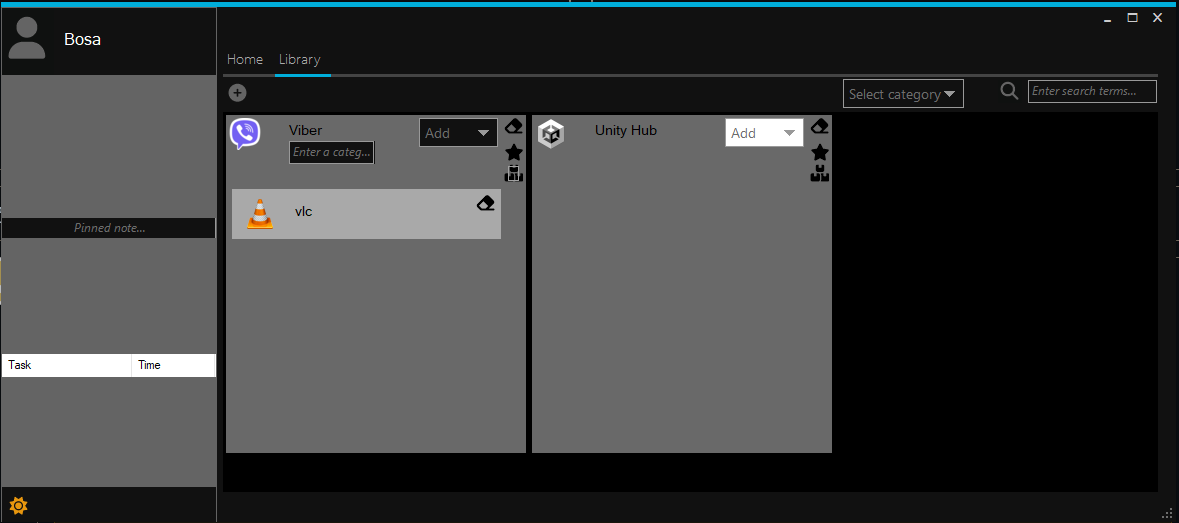 Bosa
Home Library
Select category
Enter search terms...
Viber
Add
Enter a categ...
vlc
Unity Hub
Add
Pinned note...
Task Time